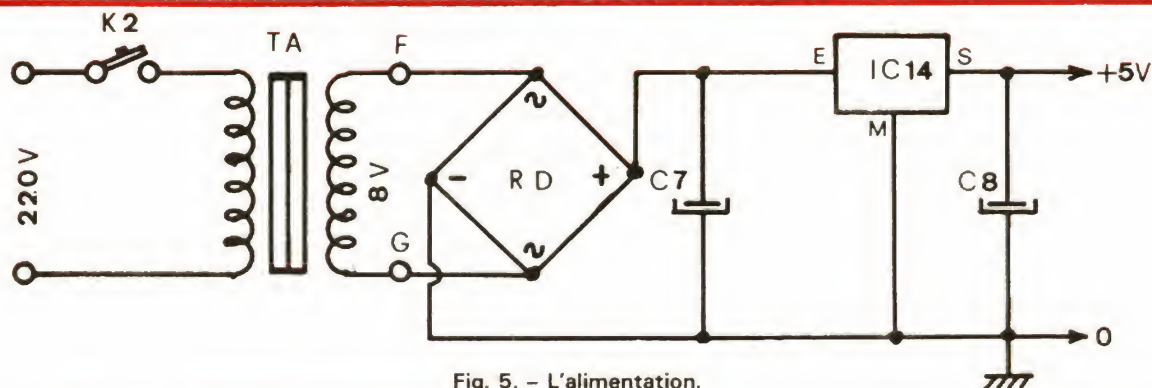 K2
TA
F
E
IC14
S
+5V
M
220V
8V
~
- RD +
C7
C8
G
~
0
Fig. 5. – L'alimentation.